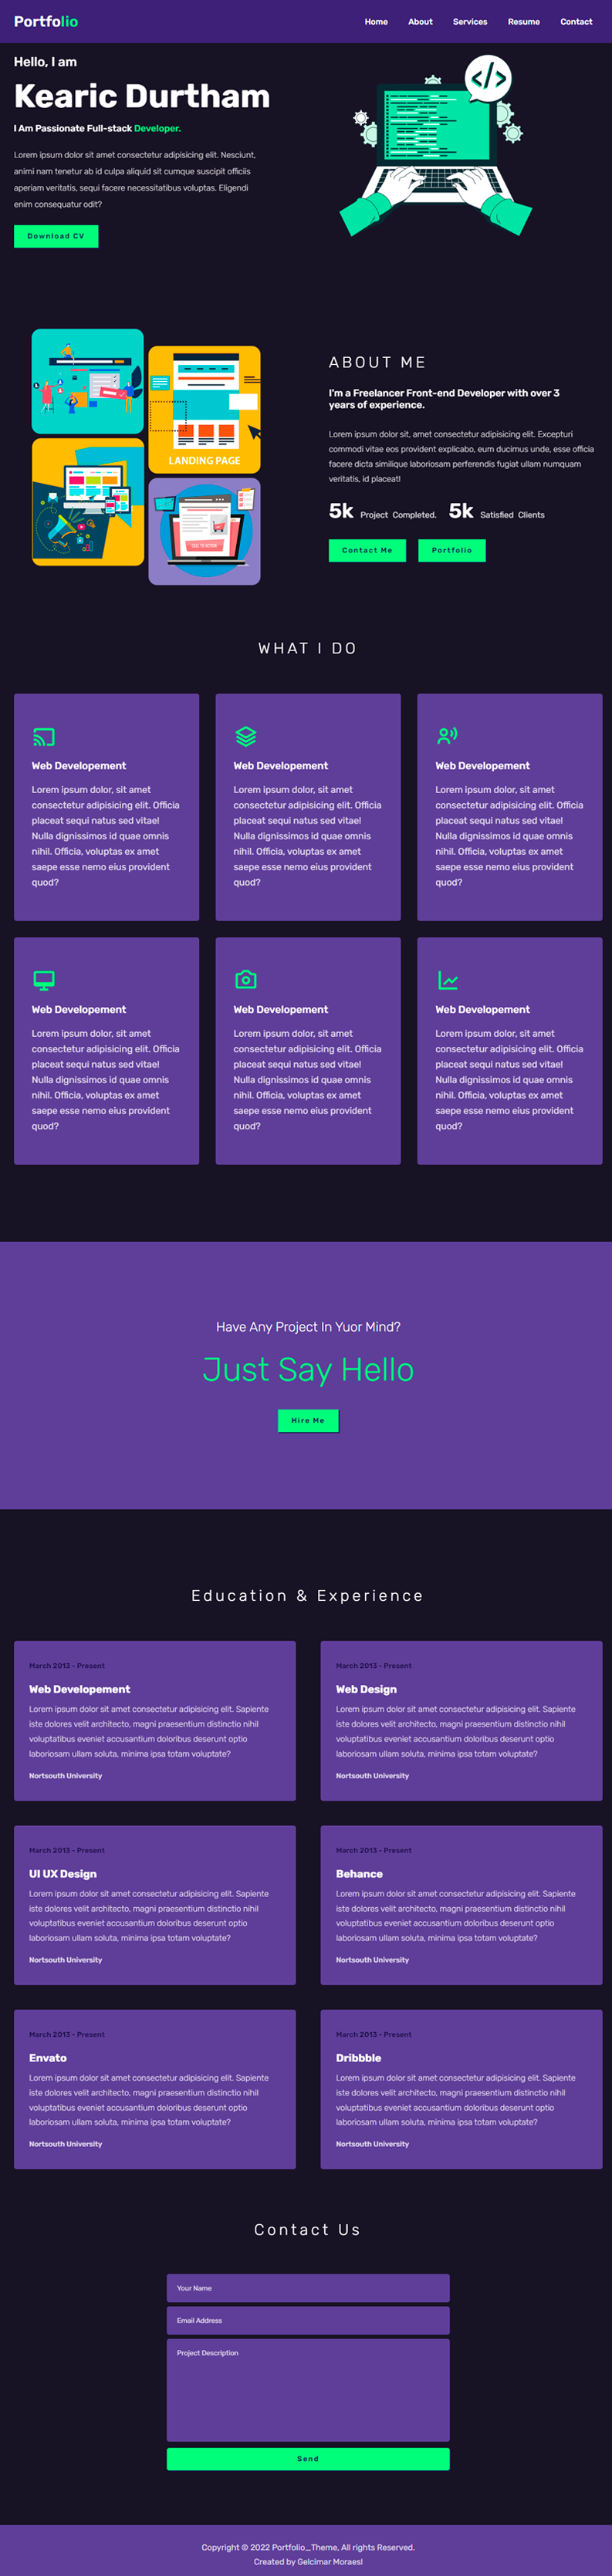 Portfolio
Home About Services Resume Contact
Hello, I am
Kearic Durtham
I Am Passionate Full-stack Developer.
Lorem ipsum dolor sit amet consectetur adipisicing elit. Nesciunt,
animi nam tenetur ab id culpa aliquid sit cumque suscipit officiis
aperiam veritatis, sequi facere necessitatibus voluptas. Eligendi
enim consequatur odit?
Download CV
</>
LANDING PAGE
CALL TO ACTION
ABOUT ME
I'm a Freelancer Front-end Developer with over 3
years of experience.
Lorem ipsum dolor sit, amet consectetur adipisicing elit. Excepturi
commodi vitae eos provident explicabo, eum ducimus unde, esse officia
facere dicta similique laboriosam perferendis fugiat ullam numquam
veritatis, id placeat!
5k Project Completed. 5k Satisfied Clients
Contact Me Portfolio
WHAT I DO
Web Developement
Lorem ipsum dolor, sit amet
consectetur adipisicing elit. Officia
placeat sequi natus sed vitae!
Nulla dignissimos id quae omnis
nihil. Officia, voluptas ex amet
saepe esse nemo eius provident
quod?
Web Developement
Lorem ipsum dolor, sit amet
consectetur adipisicing elit. Officia
placeat sequi natus sed vitae!
Nulla dignissimos id quae omnis
nihil. Officia, voluptas ex amet
saepe esse nemo eius provident
quod?
Web Developement
Lorem ipsum dolor, sit amet
consectetur adipisicing elit. Officia
placeat sequi natus sed vitae!
Nulla dignissimos id quae omnis
nihil. Officia, voluptas ex amet
saepe esse nemo eius provident
quod?
Web Developement
Lorem ipsum dolor, sit amet
consectetur adipisicing elit. Officia
placeat sequi natus sed vitae!
Nulla dignissimos id quae omnis
nihil. Officia, voluptas ex amet
saepe esse nemo eius provident
quod?
Web Developement
Lorem ipsum dolor, sit amet
consectetur adipisicing elit. Officia
placeat sequi natus sed vitae!
Nulla dignissimos id quae omnis
nihil. Officia, voluptas ex amet
saepe esse nemo eius provident
quod?
Web Developement
Lorem ipsum dolor, sit amet
consectetur adipisicing elit. Officia
placeat sequi natus sed vitae!
Nulla dignissimos id quae omnis
nihil. Officia, voluptas ex amet
saepe esse nemo eius provident
quod?
Have Any Project In Yuor Mind?
Just Say Hello
Hire Me
Education & Experience
March 2013 - Present
Web Developement
Lorem ipsum dolor sit amet consectetur adipisicing elit. Sapiente
iste dolores velit architecto, magni praesentium distinctio nihil
voluptatibus eveniet accusantium doloribus deserunt optio
laboriosam ullam soluta, minima ipsa totam voluptate?
Nortsouth University
March 2013 - Present
Web Design
Lorem ipsum dolor sit amet consectetur adipisicing elit. Sapiente
iste dolores velit architecto, magni praesentium distinctio nihil
voluptatibus eveniet accusantium doloribus deserunt optio
laboriosam ullam soluta, minima ipsa totam voluptate?
Nortsouth University
March 2013 - Present
UI UX Design
Lorem ipsum dolor sit amet consectetur adipisicing elit. Sapiente
iste dolores velit architecto, magni praesentium distinctio nihil
voluptatibus eveniet accusantium doloribus deserunt optio
laboriosam ullam soluta, minima ipsa totam voluptate?
Nortsouth University
March 2013 - Present
Behance
Lorem ipsum dolor sit amet consectetur adipisicing elit. Sapiente
iste dolores velit architecto, magni praesentium distinctio nihil
voluptatibus eveniet accusantium doloribus deserunt optio
laboriosam ullam soluta, minima ipsa totam voluptate?
Nortsouth University
March 2013 - Present
Envato
Lorem ipsum dolor sit amet consectetur adipisicing elit. Sapiente
iste dolores velit architecto, magni praesentium distinctio nihil
voluptatibus eveniet accusantium doloribus deserunt optio
laboriosam ullam soluta, minima ipsa totam voluptate?
Nortsouth University
March 2013 - Present
Dribbble
Lorem ipsum dolor sit amet consectetur adipisicing elit. Sapiente
iste dolores velit architecto, magni praesentium distinctio nihil
voluptatibus eveniet accusantium doloribus deserunt optio
laboriosam ullam soluta, minima ipsa totam voluptate?
Nortsouth University
Contact Us
Your Name
Email Address
Project Description
Send
Copyright © 2022 Portfolio_Theme, All rights Reserved.
Created by Gelcimar Moraesl